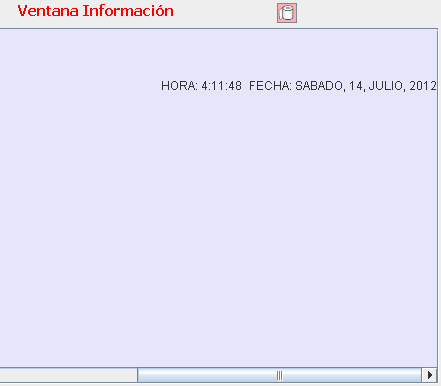 Ventana Información
HORA: 4:11:48  FECHA: SABADO, 14, JULIO, 2012